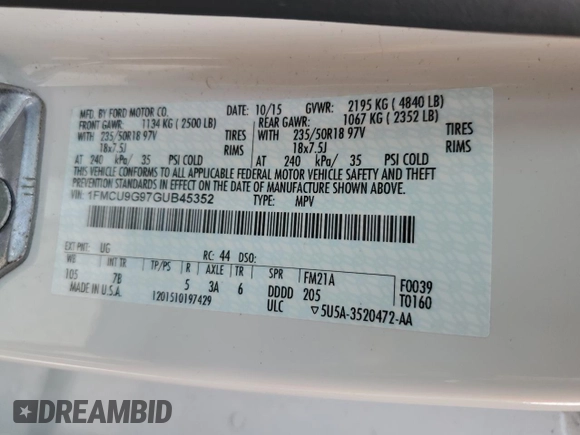 MFD. BY FORD MOTOR CO. DATE: 10/15 GVWR: 2195 KG ( 4840 LB)
FRONT GAWR: 1134 KG ( 2500 LB) REAR GAWR: 1067 KG ( 2352 LB)
WITH 235/50R18 97V TIRES WITH 235/50R18 97V TIRES
18x7.5J RIMS 18x7.5J RIMS
AT 240 kPa/ 35 PSI COLD AT 240 kPa/ 35 PSI COLD
THIS VEHICLE CONFORMS TO ALL APPLICABLE FEDERAL MOTOR VEHICLE SAFETY AND THEFT
PREVENTION STANDARDS IN EFFECT ON THE DATE OF MANUFACTURE SHOWN ABOVE.
VIN: 1FMCU9G97GUB45352 TYPE: MPV
EXT PNT: UG RC: 44 DSO:
WB INT TR TP/PS R AXLE TR SPR FM21A F0039
105 7B 5 3A 6 DDDD 205 T0160
MADE IN U.S.A. 1201510197429 ULC ▽5U5A-3520472-AA
DREAMBID